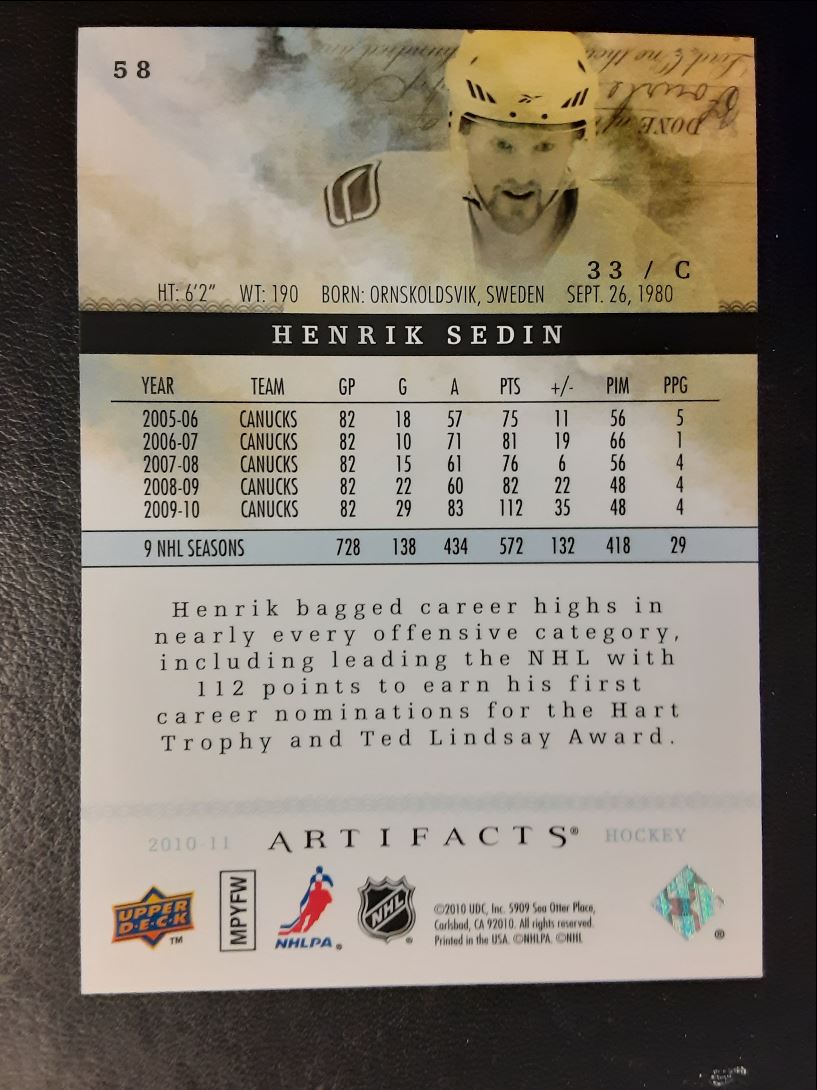 58
DONE
33 / C
HT: 6'2" WT: 190 BORN: ORNSKOLDSVIK, SWEDEN SEPT. 26, 1980
HENRIK SEDIN
YEAR TEAM GP G A PTS +/- PIM PPG
2005-06 CANUCKS 82 18 57 75 11 56 5
2006-07 CANUCKS 82 10 71 81 19 66 1
2007-08 CANUCKS 82 15 61 76 6 56 4
2008-09 CANUCKS 82 22 60 82 22 48 4
2009-10 CANUCKS 82 29 83 112 35 48 4
9 NHL SEASONS 728 138 434 572 132 418 29
Henrik bagged career highs in
nearly every offensive category,
including leading the NHL with
112 points to earn his first
career nominations for the Hart
Trophy and Ted Lindsay Award.
2010-11 ARTIFACTS® HOCKEY
UPPER DECK™
MPYFW
NHLPA®
NHL®
©2010 UDC, Inc. 5909 Sea Otter Place,
Carlsbad, CA 92010. All rights reserved.
Printed in the USA. ©NHLPA. ©NHL
®